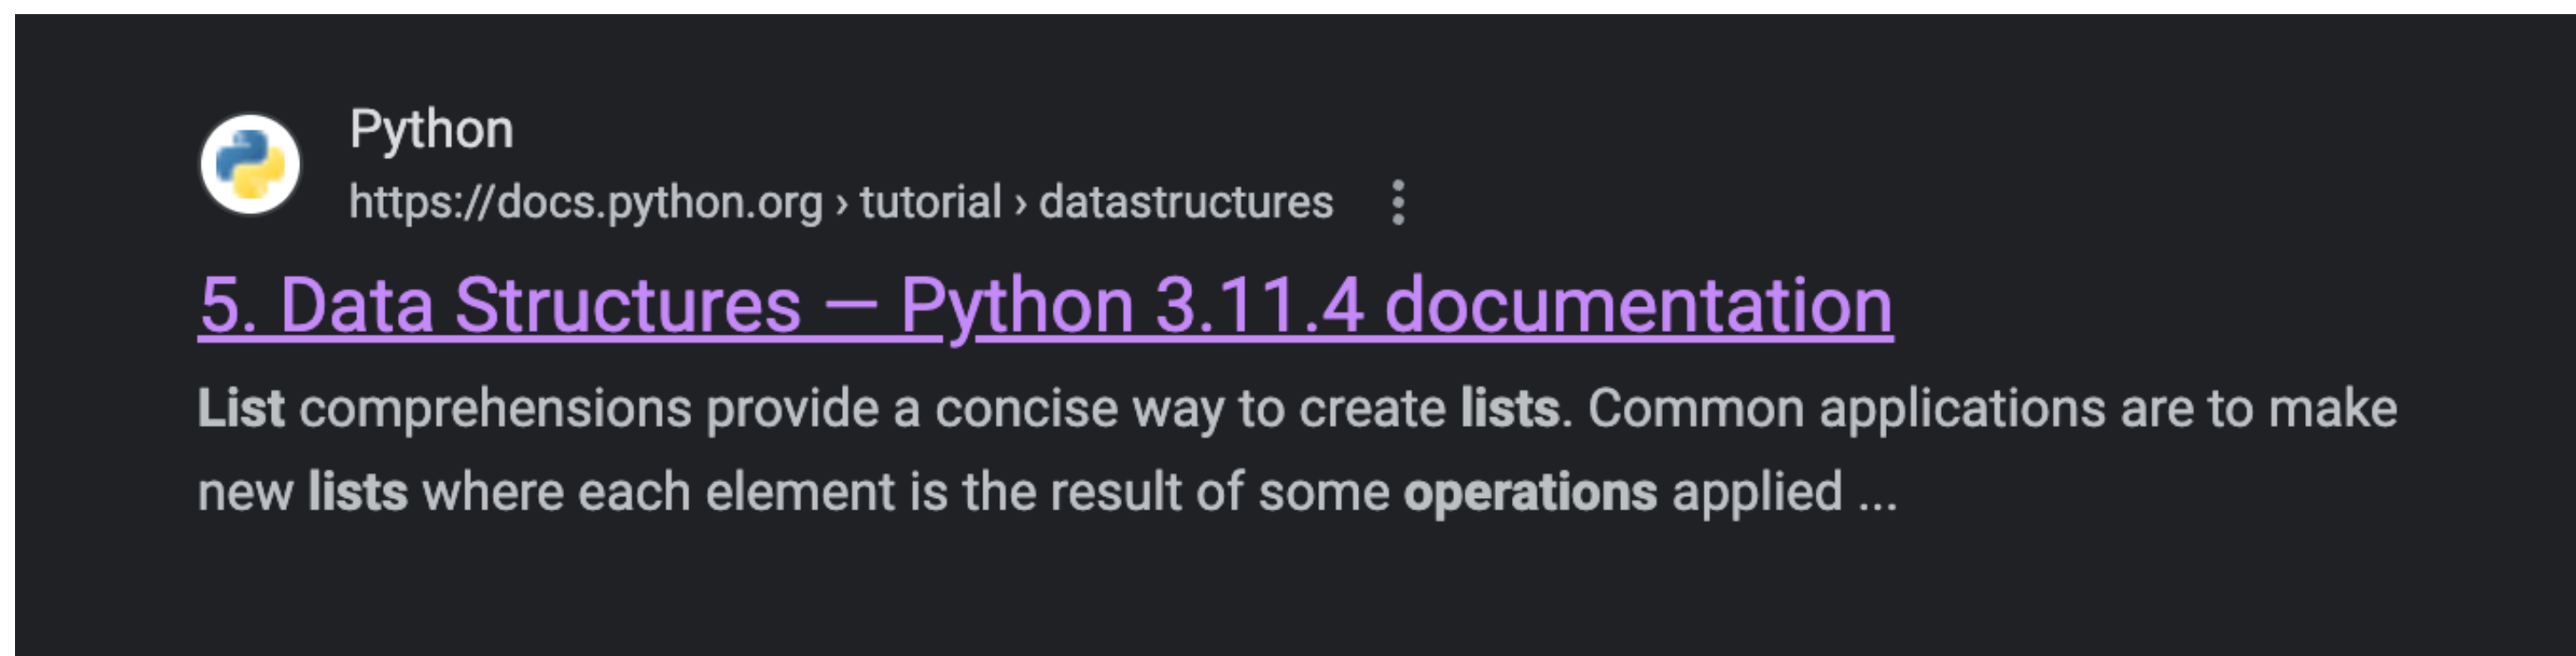 Python
https://docs.python.org › tutorial › datastructures
5. Data Structures — Python 3.11.4 documentation
List comprehensions provide a concise way to create lists. Common applications are to make
new lists where each element is the result of some operations applied ...